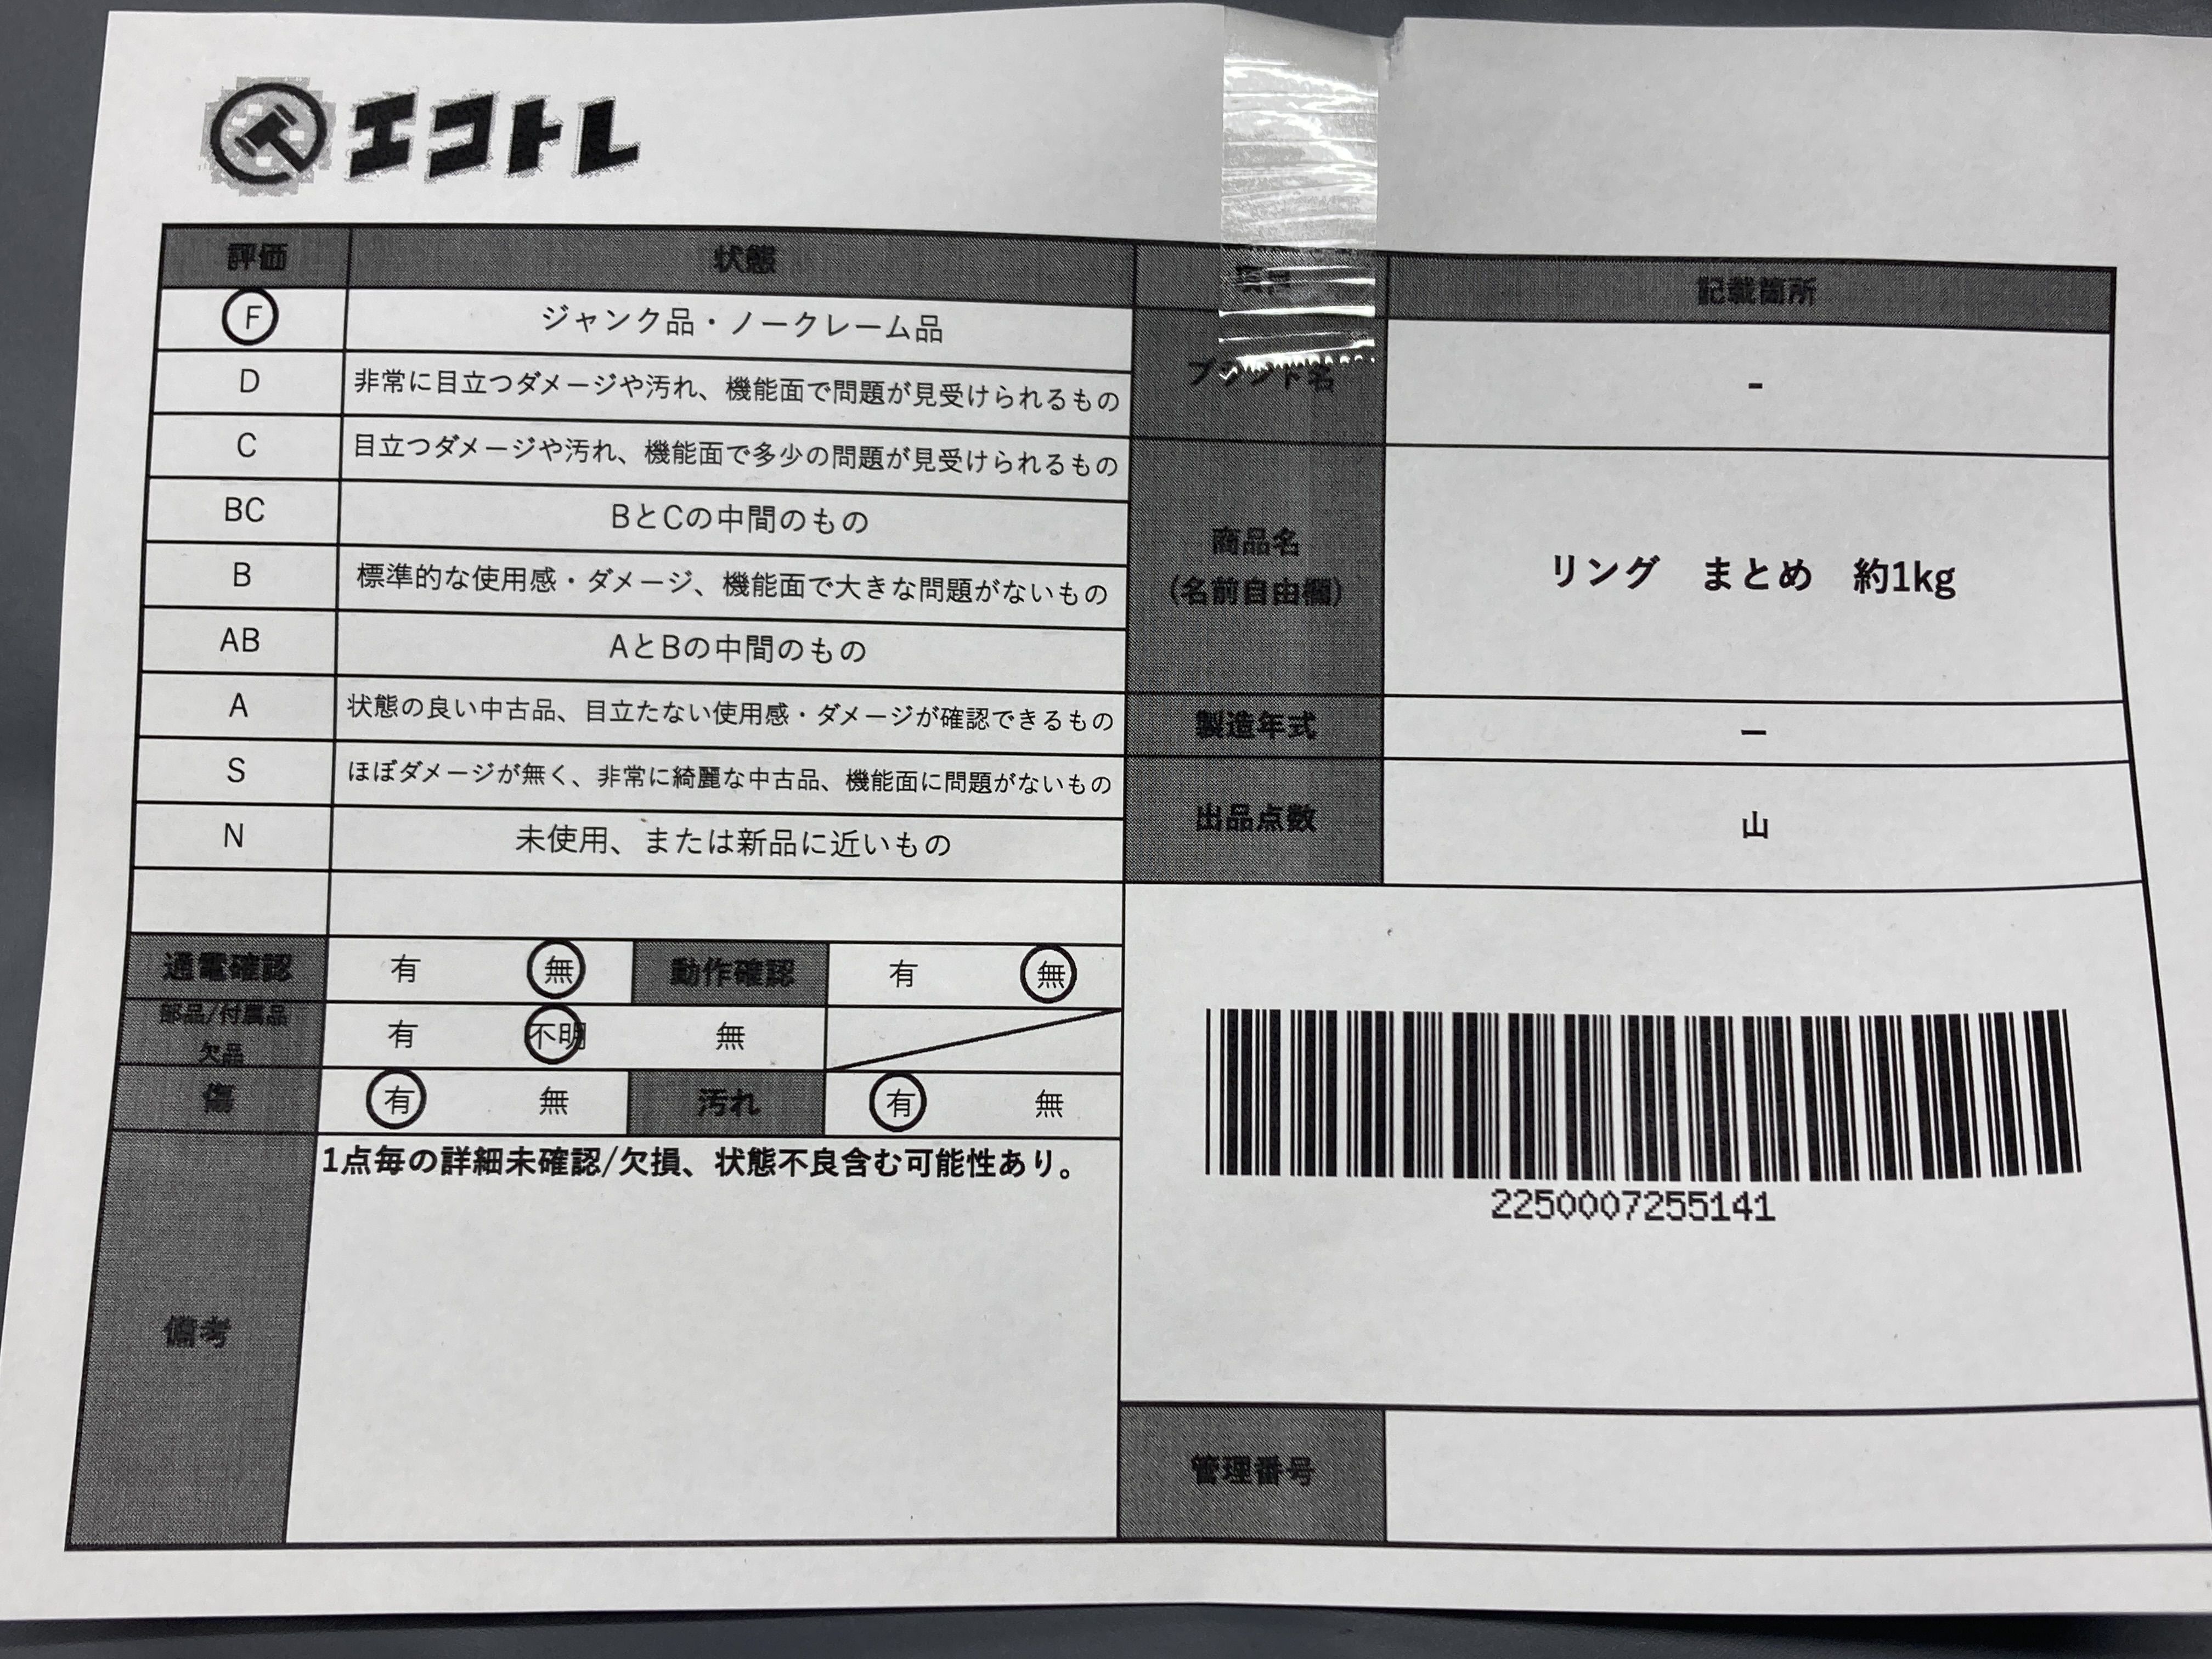 エコトレ
評価 状態
F ジャンク品・ノークレーム品
D 非常に目立つダメージや汚れ、機能面で問題が見受けられるもの
C 目立つダメージや汚れ、機能面で多少の問題が見受けられるもの
BC BとCの中間のもの
B 標準的な使用感・ダメージ、機能面で大きな問題がないもの
AB AとBの中間のもの
A 状態の良い中古品、目立たない使用感・ダメージが確認できるもの
S ほぼダメージが無く、非常に綺麗な中古品、機能面に問題がないもの
N 未使用、または新品に近いもの
通電確認 有 無 動作確認 有 無
部品/付属品
欠品
有 不明 無
傷 有 無 汚れ 有 無
備考
1点毎の詳細未確認/欠損、状態不良含む可能性あり。
項目 記載箇所
ブランド名 -
商品名
(名前自由欄)
リング まとめ 約1kg
製造年式 ー
出品点数 山
2250007255141
管理番号